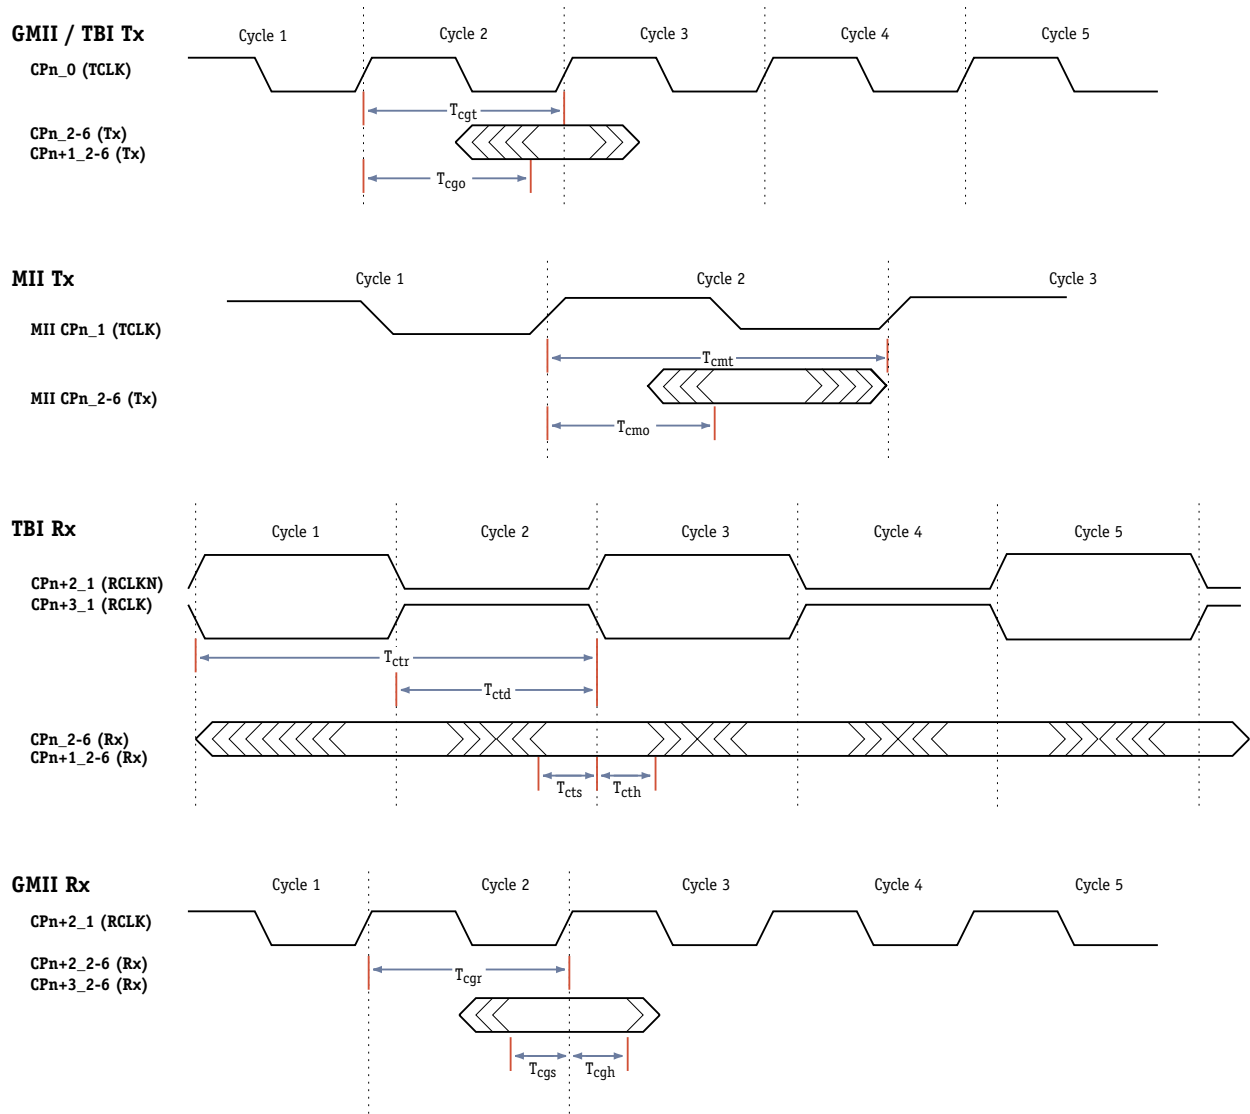 GMII / TBI Tx
Cycle 1 Cycle 2 Cycle 3 Cycle 4 Cycle 5
CPn_0 (TCLK)
Tcgt
CPn_2-6 (Tx)
CPn+1_2-6 (Tx)
Tcgo
MII Tx
Cycle 1 Cycle 2 Cycle 3
MII CPn_1 (TCLK)
Tcmt
MII CPn_2-6 (Tx)
Tcmo
TBI Rx
Cycle 1 Cycle 2 Cycle 3 Cycle 4 Cycle 5
CPn+2_1 (RCLKN)
CPn+3_1 (RCLK)
Tctr
Tctd
CPn_2-6 (Rx)
CPn+1_2-6 (Rx)
Tcts Tcth
GMII Rx
Cycle 1 Cycle 2 Cycle 3 Cycle 4 Cycle 5
CPn+2_1 (RCLK)
CPn+2_2-6 (Rx)
Tcgr
CPn+3_2-6 (Rx)
Tcgs Tcgh